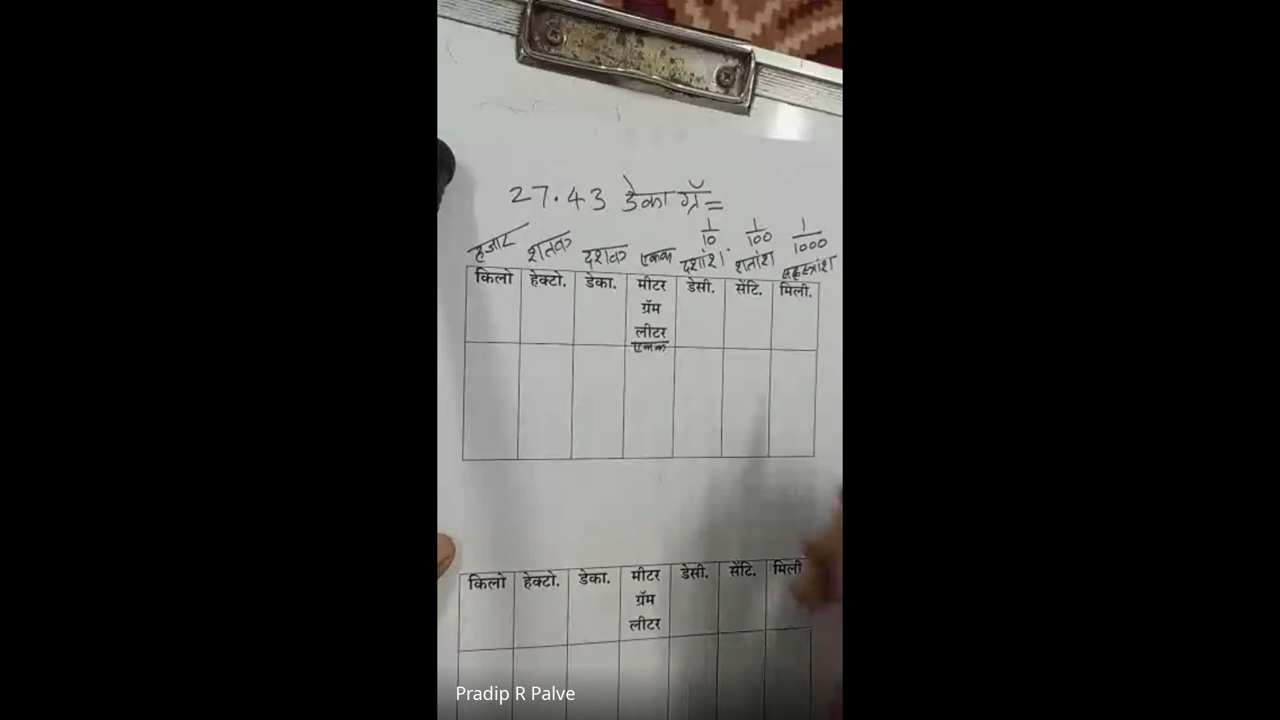 27.43 डेका ग्रॅ =
1/10 1/100 1/1000
हजार शतक दशक एकक दशांश. शतांश सहस्त्रांश
किलो हेक्टो. डेका. मीटर डेसी. सेंटि. मिली.
ग्रॅम
लीटर
एकक
किलो हेक्टो. डेका. मीटर डेसी. सेंटि. मिली
ग्रॅम
लीटर
Pradip R Palve